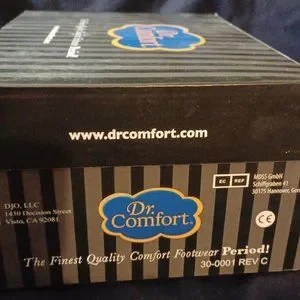 Dr.
Comfort.
www.drcomfort.com
DJO, LLC
1430 Decision Street
Vista, CA 92081
Dr.
Comfort.
EC REP
MDSS GmbH
Schiffgraben 41
30175 Hannover,
CE
The Finest Quality Comfort Footwear Period!
30-0001 REV C